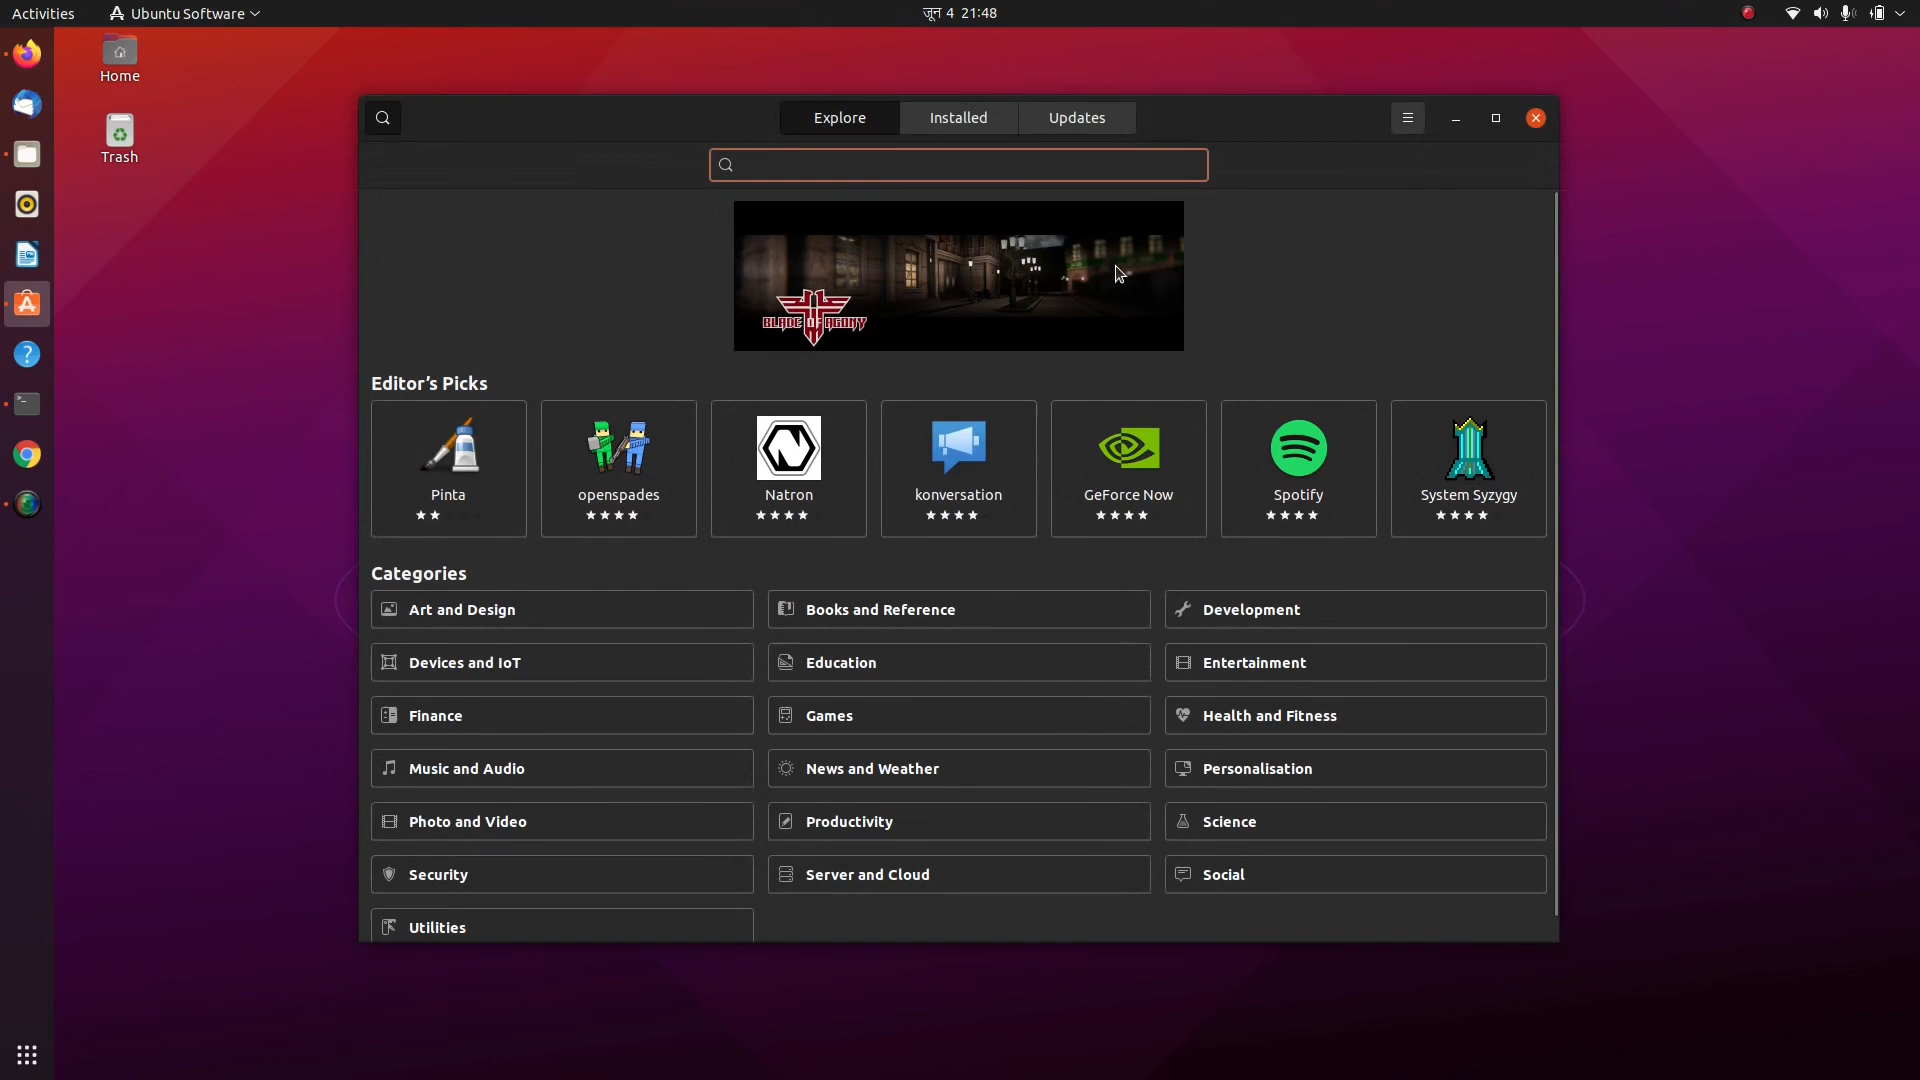 Activities
Ubuntu Software
जून 4 21:48
Home
Trash
Explore
Installed
Updates
BLADE OF AGONY
Editor’s Picks
Pinta
openspades
Natron
konversation
GeForce Now
Spotify
System Syzygy
Categories
Art and Design
Books and Reference
Development
Devices and IoT
Education
Entertainment
Finance
Games
Health and Fitness
Music and Audio
News and Weather
Personalisation
Photo and Video
Productivity
Science
Security
Server and Cloud
Social
Utilities